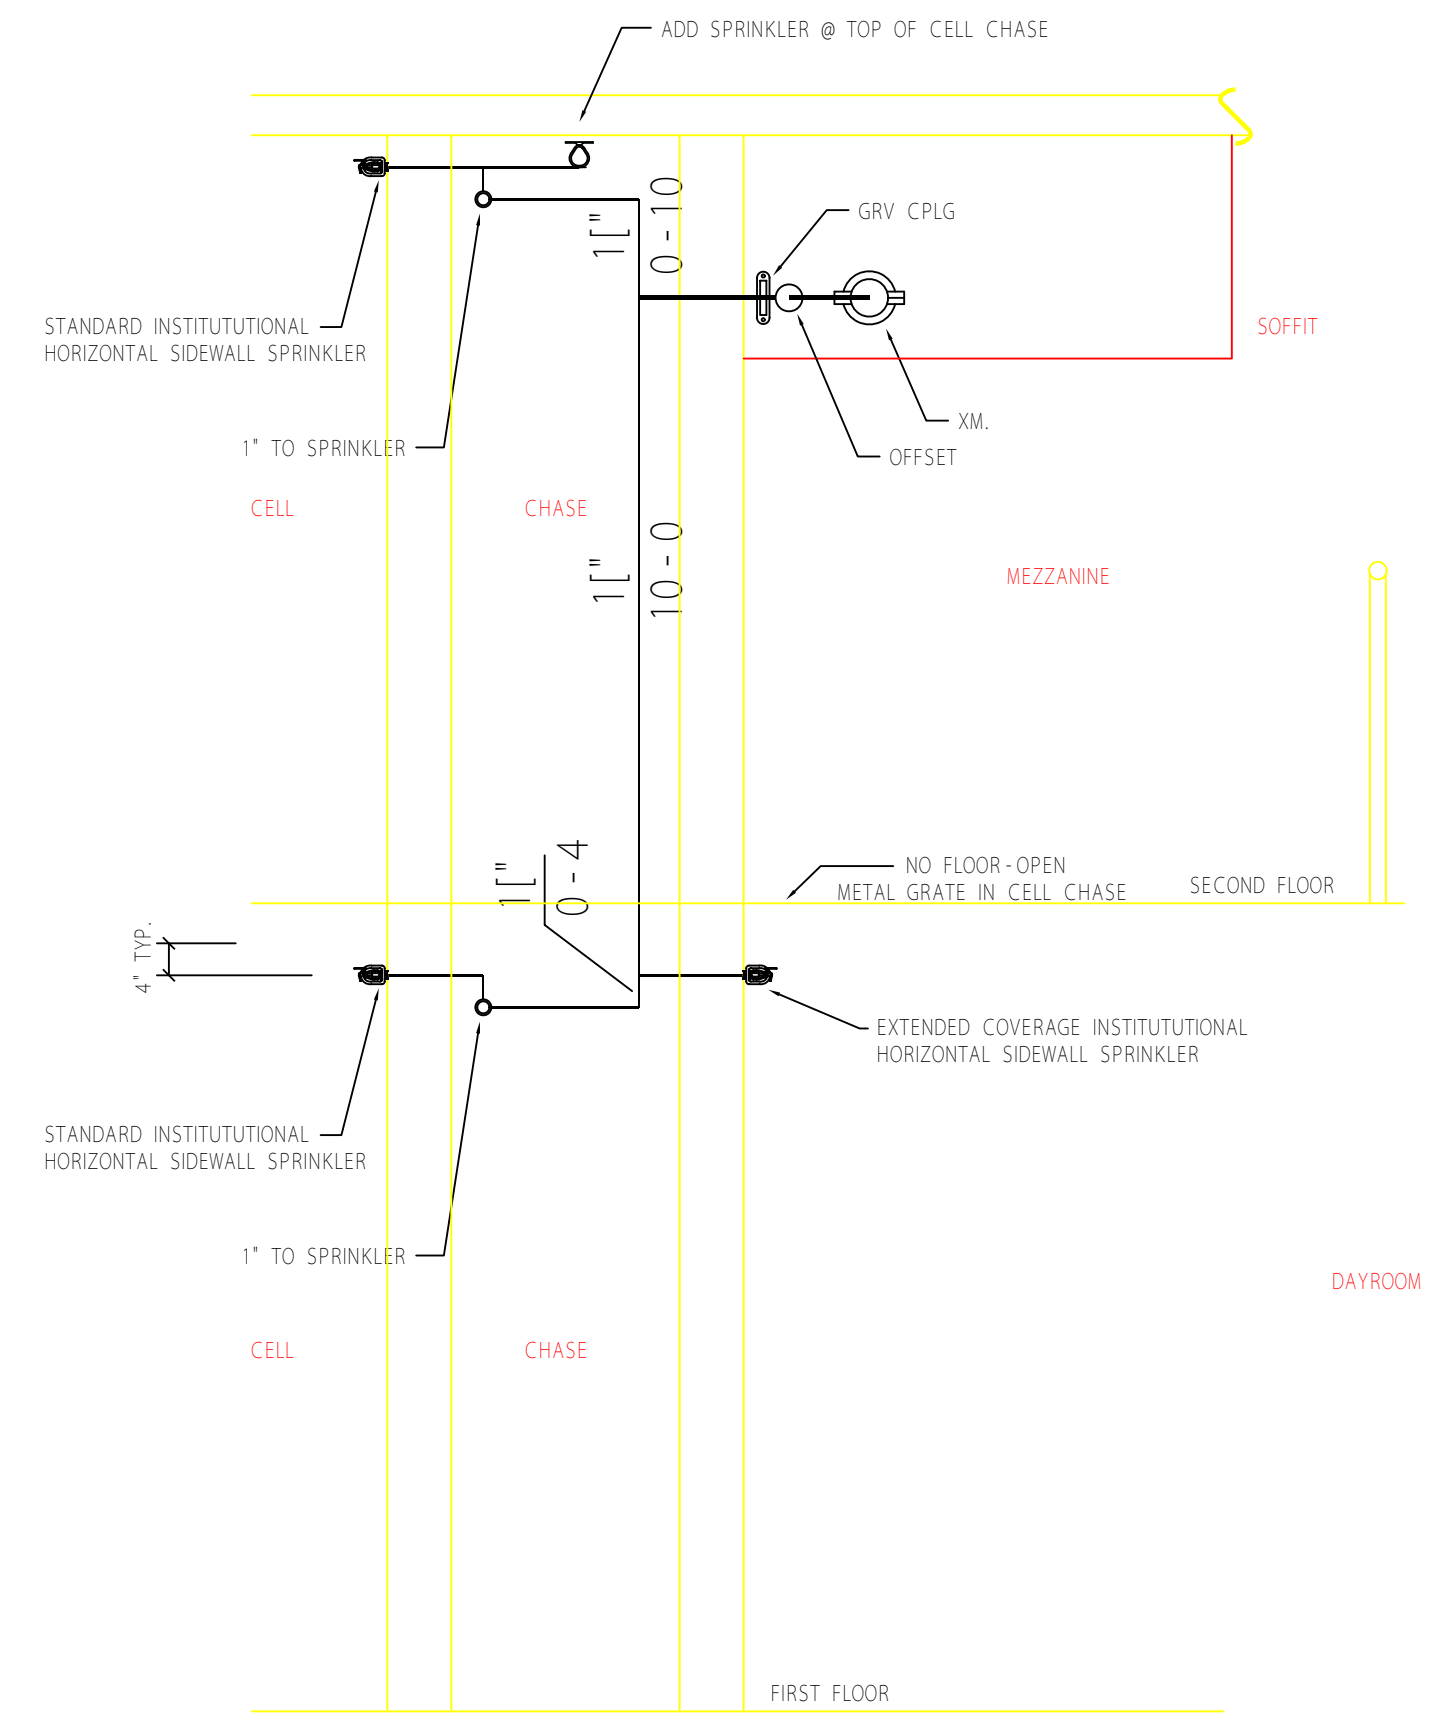 ADD SPRINKLER @ TOP OF CELL CHASE
1["
0-10
GRV CPLG
STANDARD INSTITUTUTIONAL
HORIZONTAL SIDEWALL SPRINKLER
SOFFIT
XM.
1" TO SPRINKLER
OFFSET
CELL
CHASE
1["
10-0
MEZZANINE
1["
0-4
NO FLOOR-OPEN
METAL GRATE IN CELL CHASE
SECOND FLOOR
4" TYP.
EXTENDED COVERAGE INSTITUTUTIONAL
HORIZONTAL SIDEWALL SPRINKLER
STANDARD INSTITUTUTIONAL
HORIZONTAL SIDEWALL SPRINKLER
1" TO SPRINKLER
DAYROOM
CELL
CHASE
FIRST FLOOR